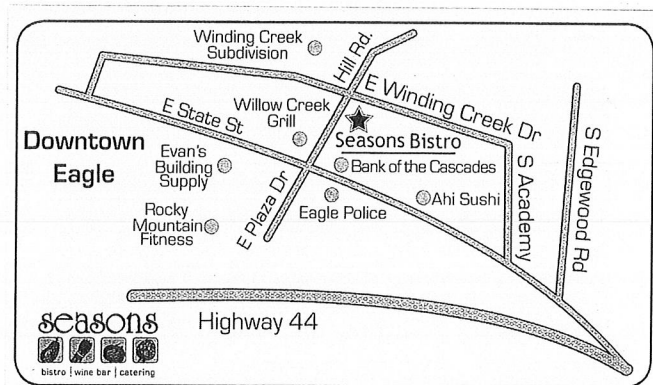 Winding Creek
Subdivision
Hill Rd.
E Winding Creek Dr
E State St
Willow Creek
Grill
Seasons Bistro
Downtown
Eagle
Evan's
Building
Supply
Bank of the Cascades
S Academy
S Edgewood Rd
Rocky
Mountain
Fitness
E Plaza Dr
Eagle Police
Ahi Sushi
Highway 44
seasons
bistro | wine bar | catering